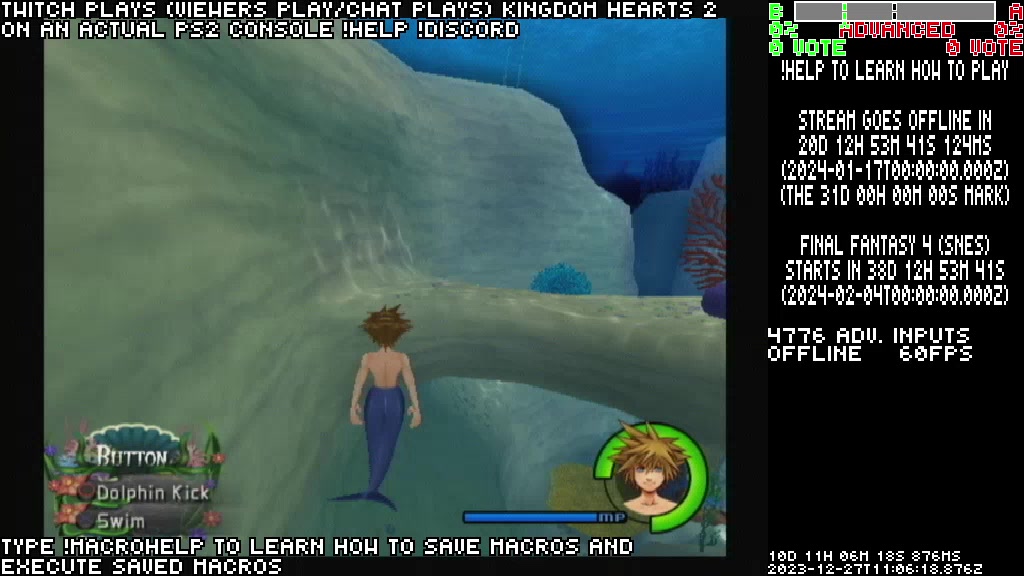 TWITCH PLAYS (VIEWERS PLAY/CHAT PLAYS) KINGDOM HEARTS 2
ON AN ACTUAL PS2 CONSOLE !HELP !DISCORD
B A
0% ADVANCED 0%
0 VOTE 0 VOTE
!HELP TO LEARN HOW TO PLAY
STREAM GOES OFFLINE IN
20D 12H 53M 41S 124MS
(2024-01-17T00:00:00.000Z)
(THE 31D 00H 00M 00S MARK)
FINAL FANTASY 4 (SNES)
STARTS IN 38D 12H 53M 41S
(2024-02-04T00:00:00.000Z)
4776 ADV. INPUTS
OFFLINE 60FPS
BUTTON
Dolphin Kick
Swim
MP
TYPE !MACROHELP TO LEARN HOW TO SAVE MACROS AND
EXECUTE SAVED MACROS
10D 11H 06M 18S 876MS
2023-12-27T11:06:18.876Z